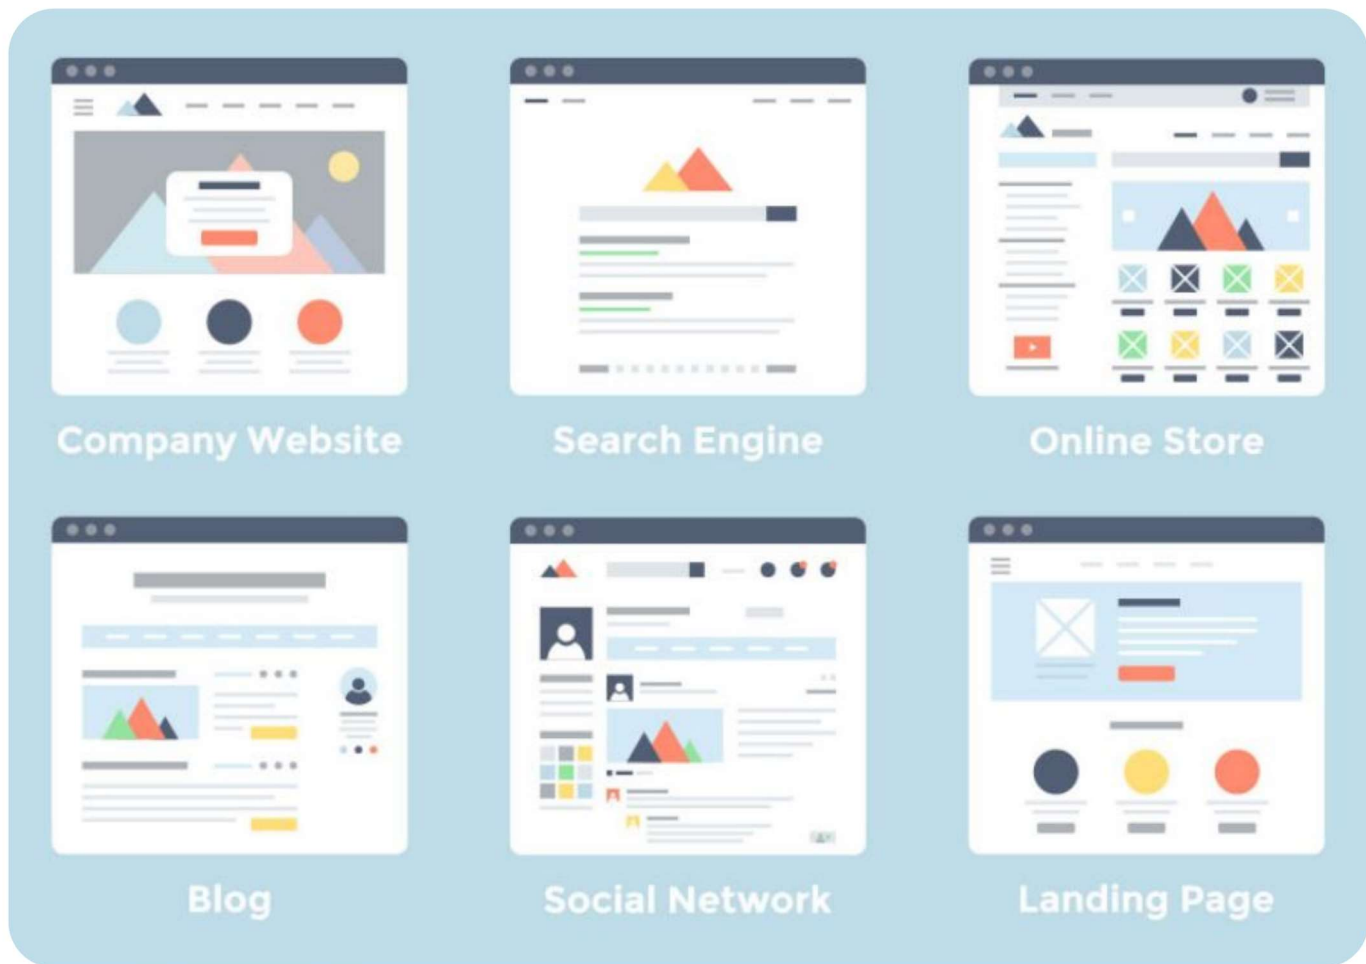 Company Website
Search Engine
Online Store
Blog
Social Network
Landing Page